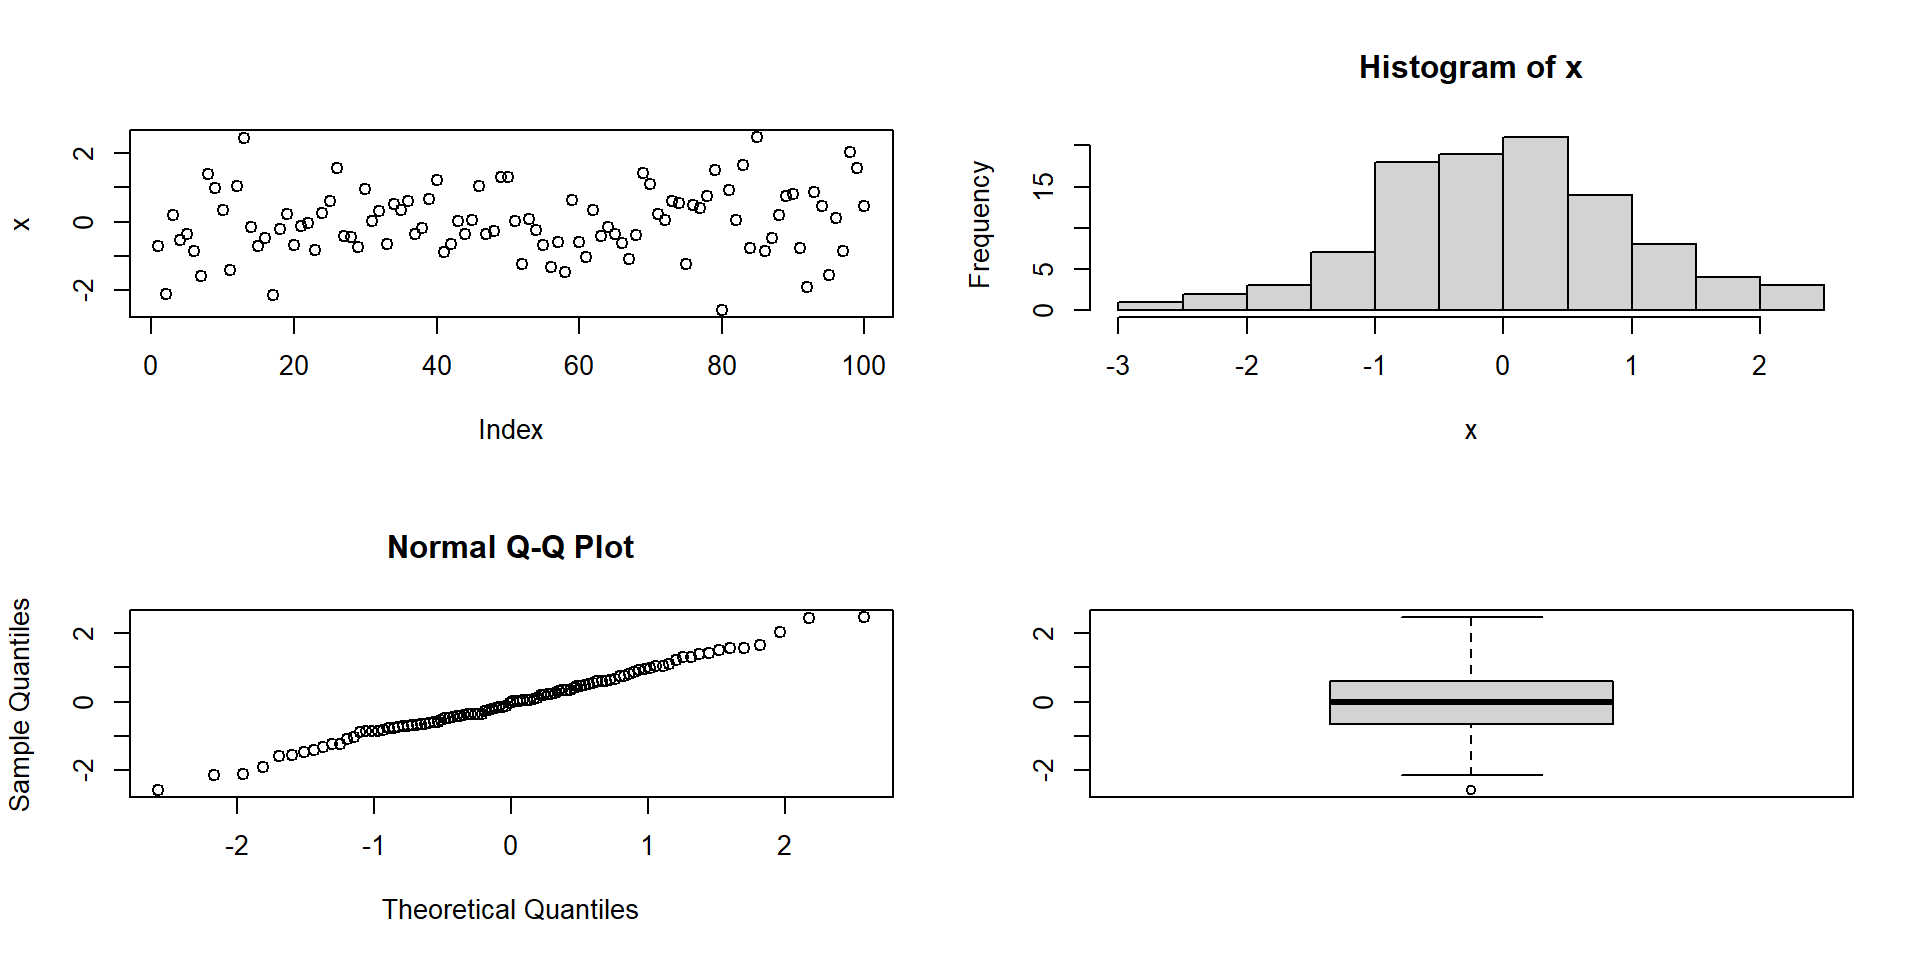 x
2
0
-2
0 20 40 60 80 100
Index
Histogram of x
Frequency
15
5
0
-3 -2 -1 0 1 2
x
Normal Q-Q Plot
Sample Quantiles
2
0
-2
-2 -1 0 1 2
Theoretical Quantiles
2
0
-2